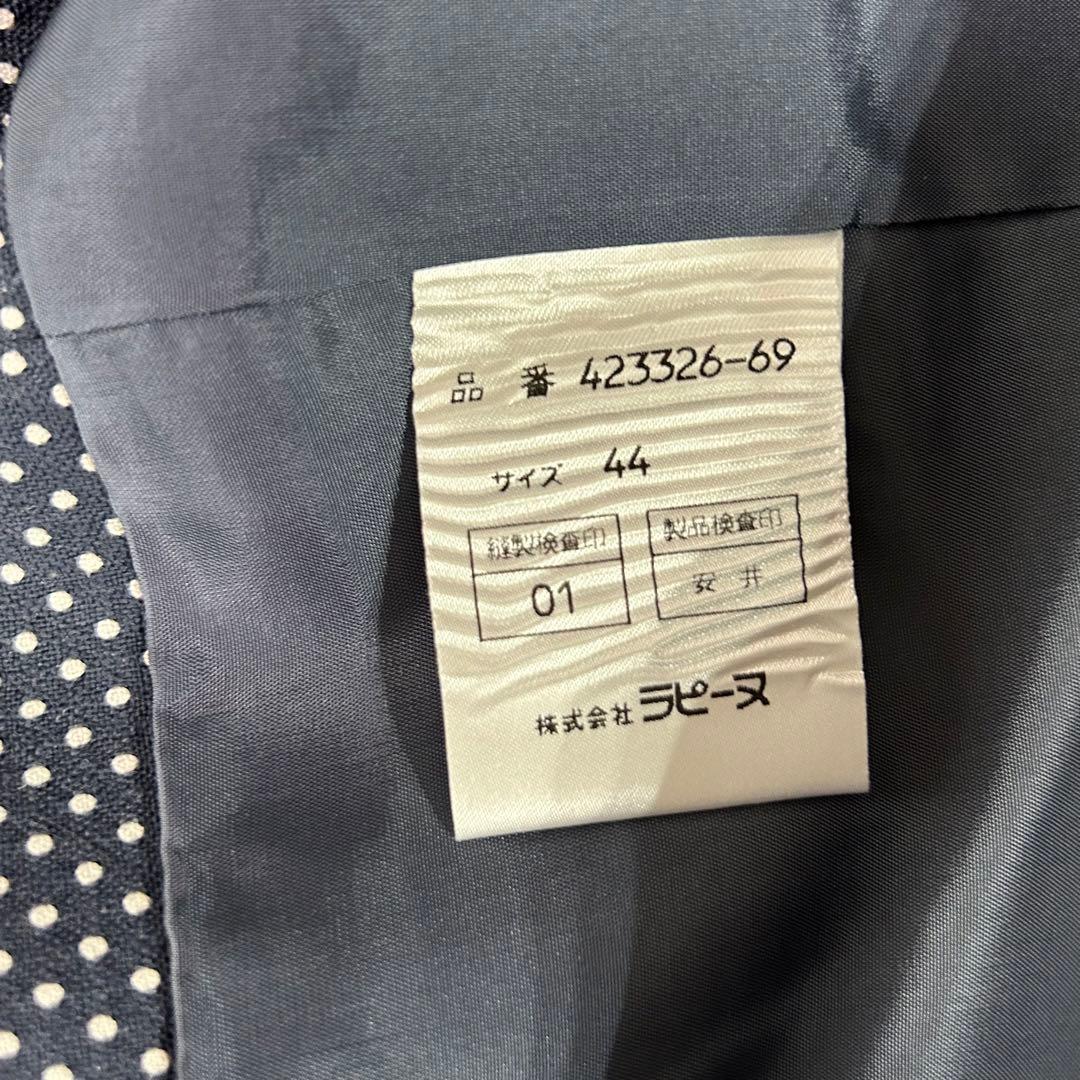 品 番 423326-69
サイズ 44
縫製検査印
01
製品検査印
安 井
株式会社 ラピーヌ